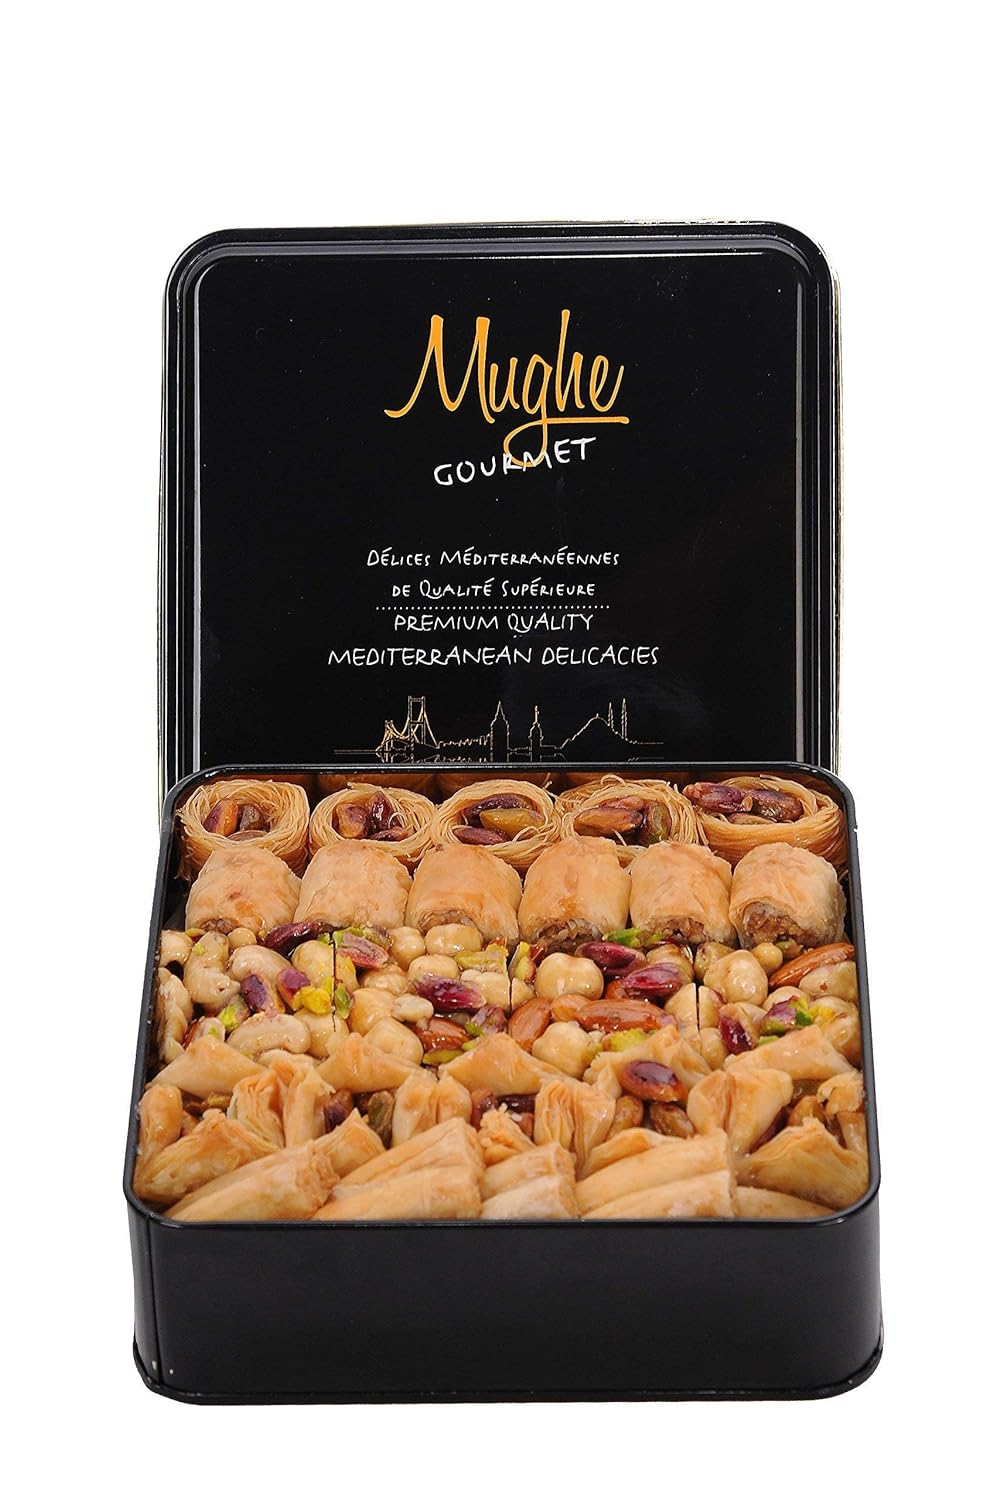 Mughe
GOURMET
DÉLICES MÉDITERRANÉENNES
DE QUALITÉ SUPÉRIEURE
PREMIUM QUALITY
MEDITERRANEAN DELICACIES